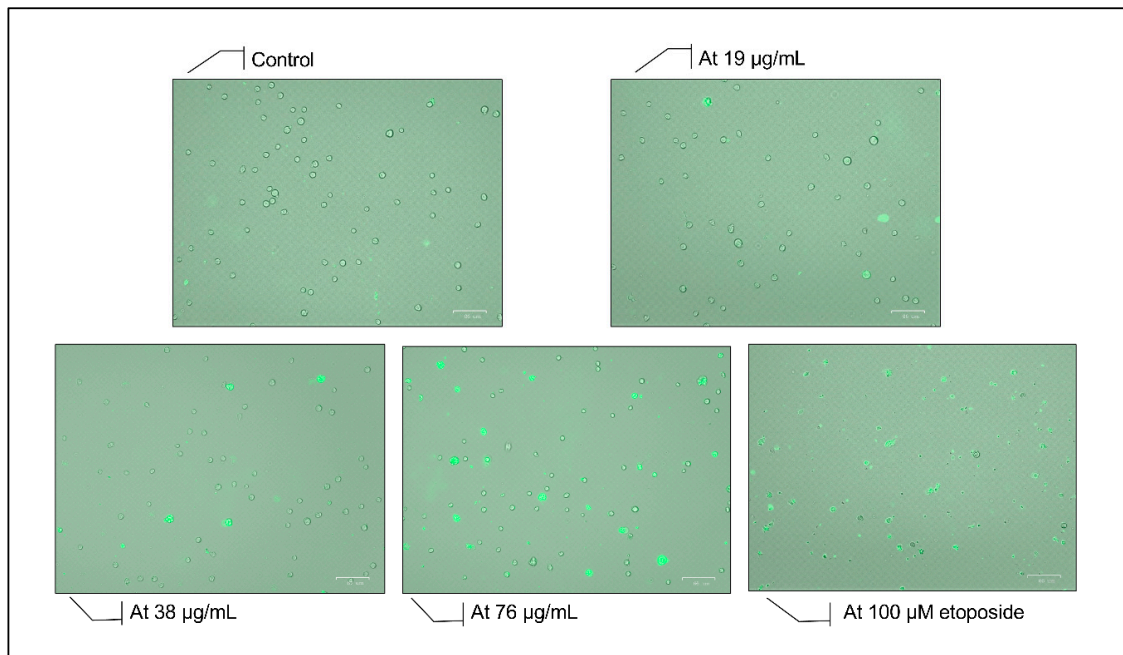 Control
At 19 µg/mL
At 38 µg/mL
At 76 µg/mL
At 100 µM etoposide